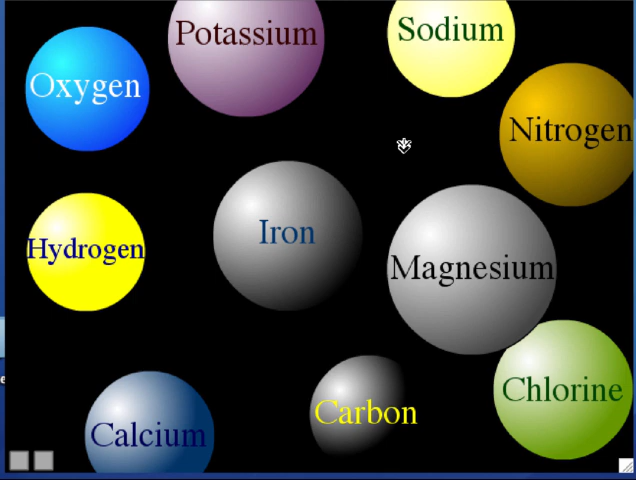 Potassium
Sodium
Oxygen
Nitrogen
Hydrogen
Iron
Magnesium
Chlorine
Carbon
Calcium